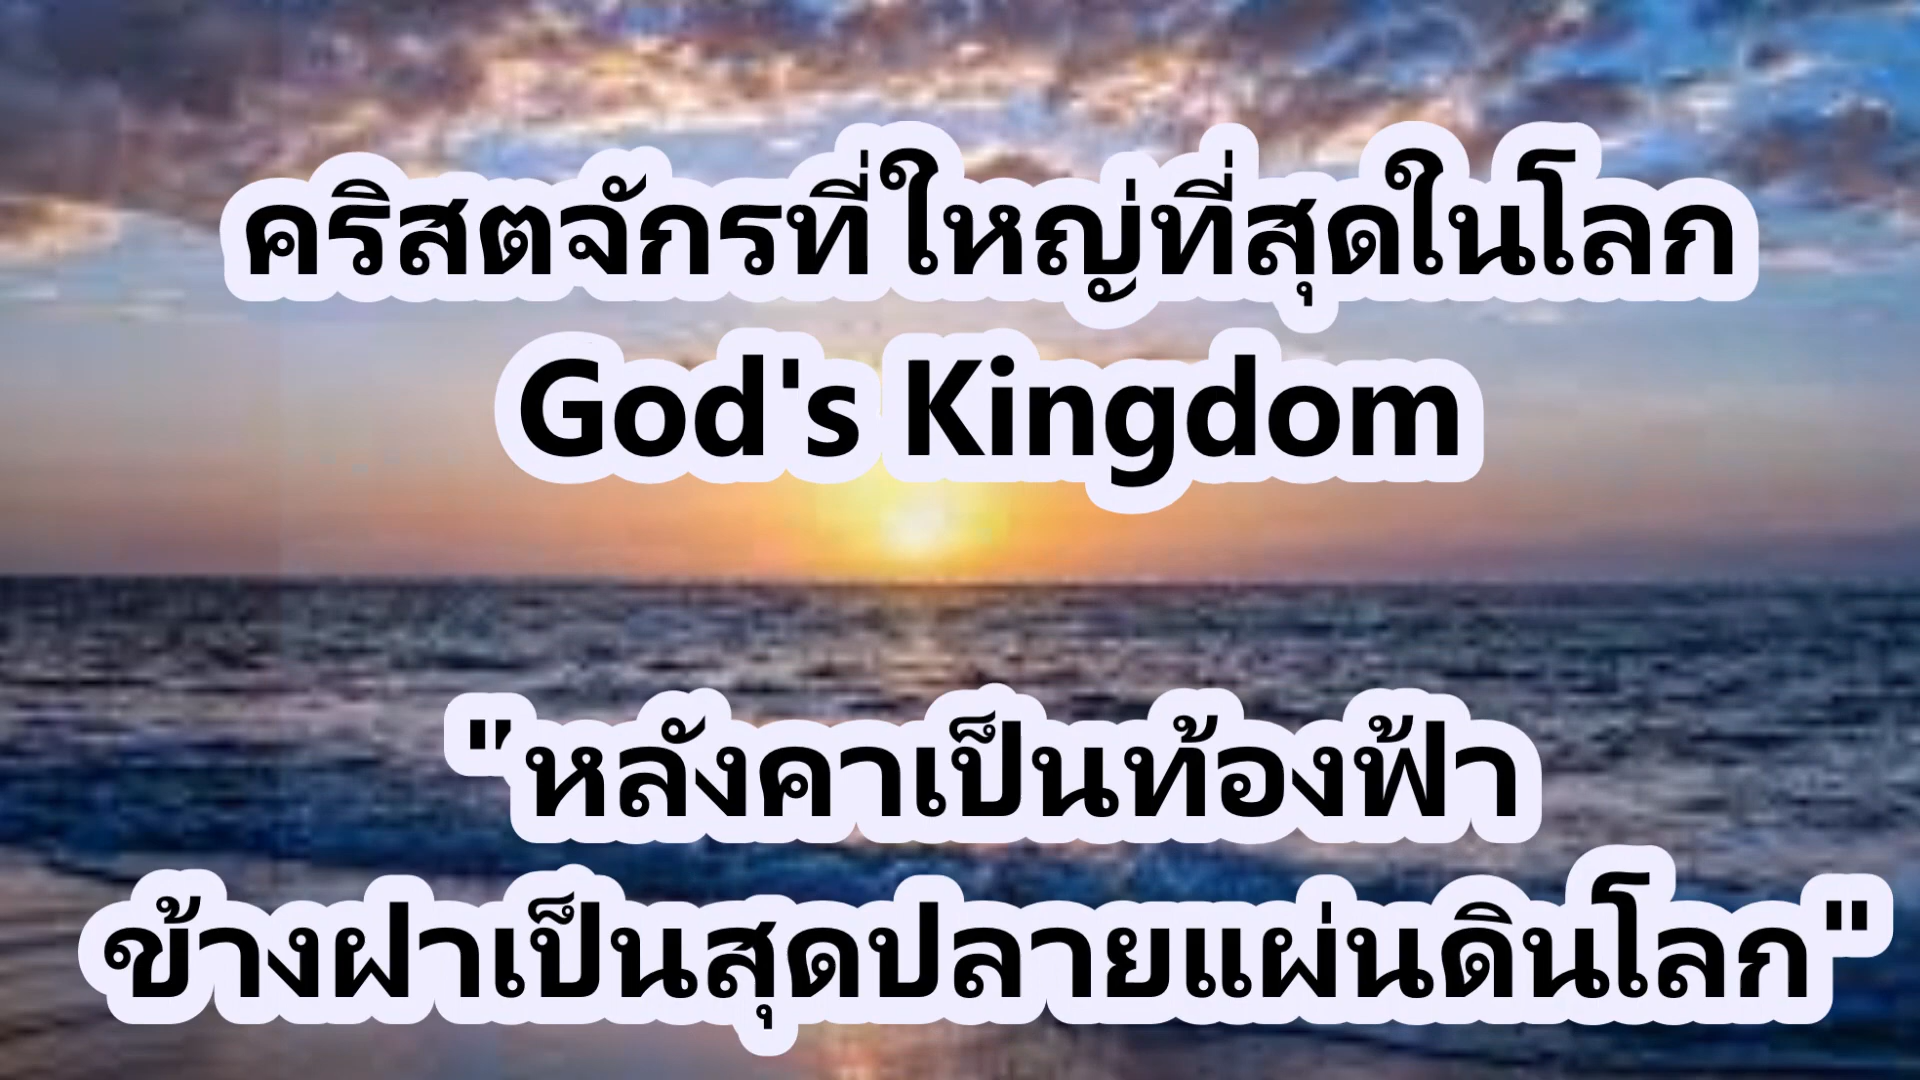 คริสตจักรที่ใหญ่ที่สุดในโลก
God's Kingdom
"หลังคาเป็นท้องฟ้า
ข้างฝาเป็นสุดปลายแผ่นดินโลก"